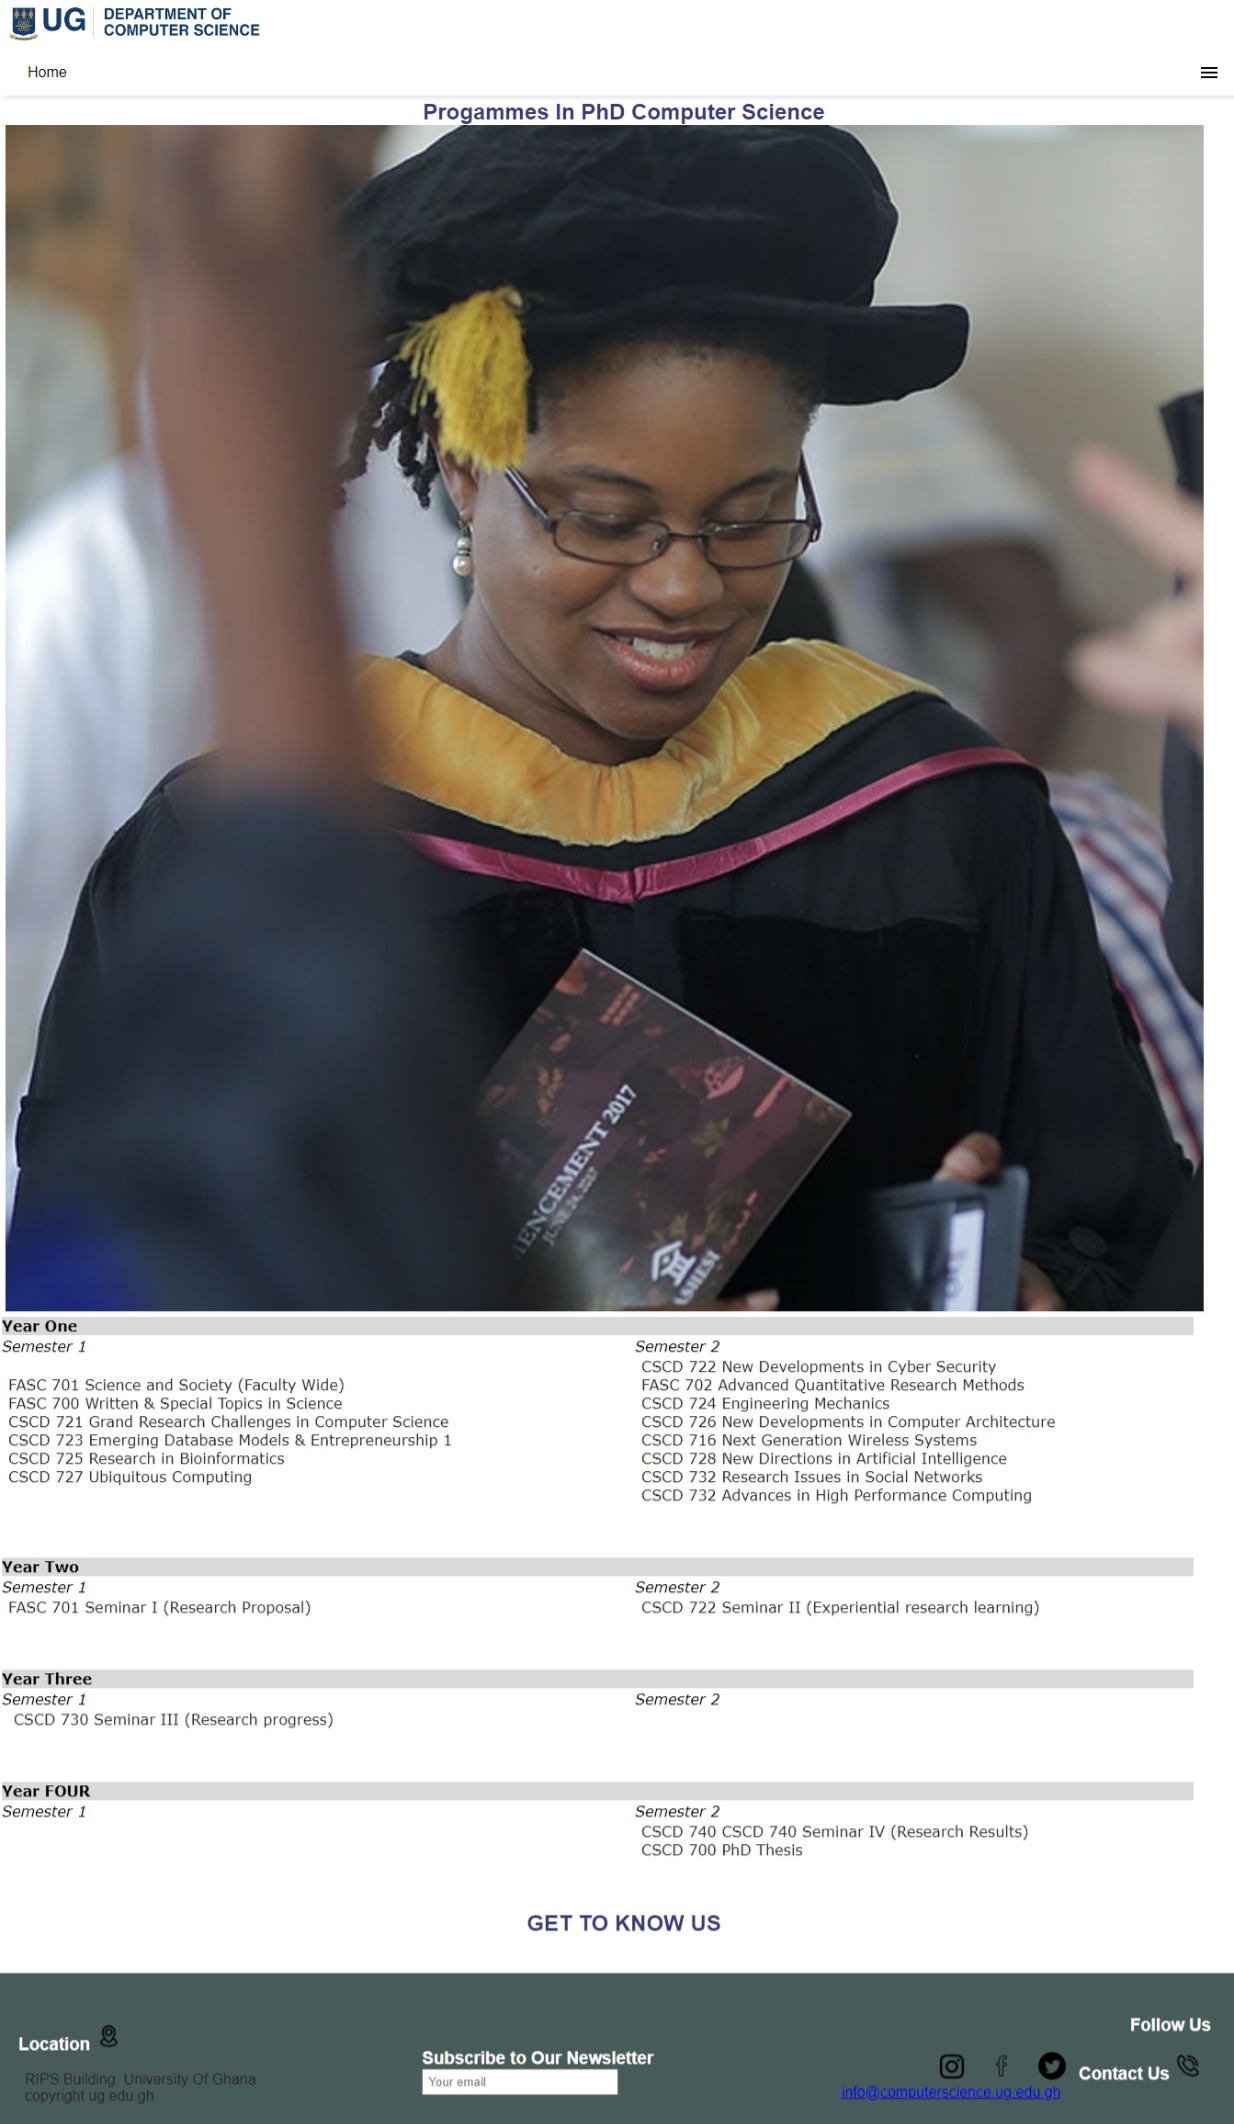 UG
DEPARTMENT OF
COMPUTER SCIENCE
Home
Progammes In PhD Computer Science
ENCEMENT 2017
JUNE 24, 2017
Year One
Semester 1
FASC 701 Science and Society (Faculty Wide)
FASC 700 Written & Special Topics in Science
CSCD 721 Grand Research Challenges in Computer Science
CSCD 723 Emerging Database Models & Entrepreneurship 1
CSCD 725 Research in Bioinformatics
CSCD 727 Ubiquitous Computing
Semester 2
CSCD 722 New Developments in Cyber Security
FASC 702 Advanced Quantitative Research Methods
CSCD 724 Engineering Mechanics
CSCD 726 New Developments in Computer Architecture
CSCD 716 Next Generation Wireless Systems
CSCD 728 New Directions in Artificial Intelligence
CSCD 732 Research Issues in Social Networks
CSCD 732 Advances in High Performance Computing
Year Two
Semester 1
FASC 701 Seminar I (Research Proposal)
Semester 2
CSCD 722 Seminar II (Experiential research learning)
Year Three
Semester 1
CSCD 730 Seminar III (Research progress)
Semester 2
Year FOUR
Semester 1
Semester 2
CSCD 740 CSCD 740 Seminar IV (Research Results)
CSCD 700 PhD Thesis
GET TO KNOW US
Location
RIPS Building, University Of Ghana
copyright ug.edu.gh
Subscribe to Our Newsletter
Your email
Follow Us
Contact Us
info@computerscience.ug.edu.gh